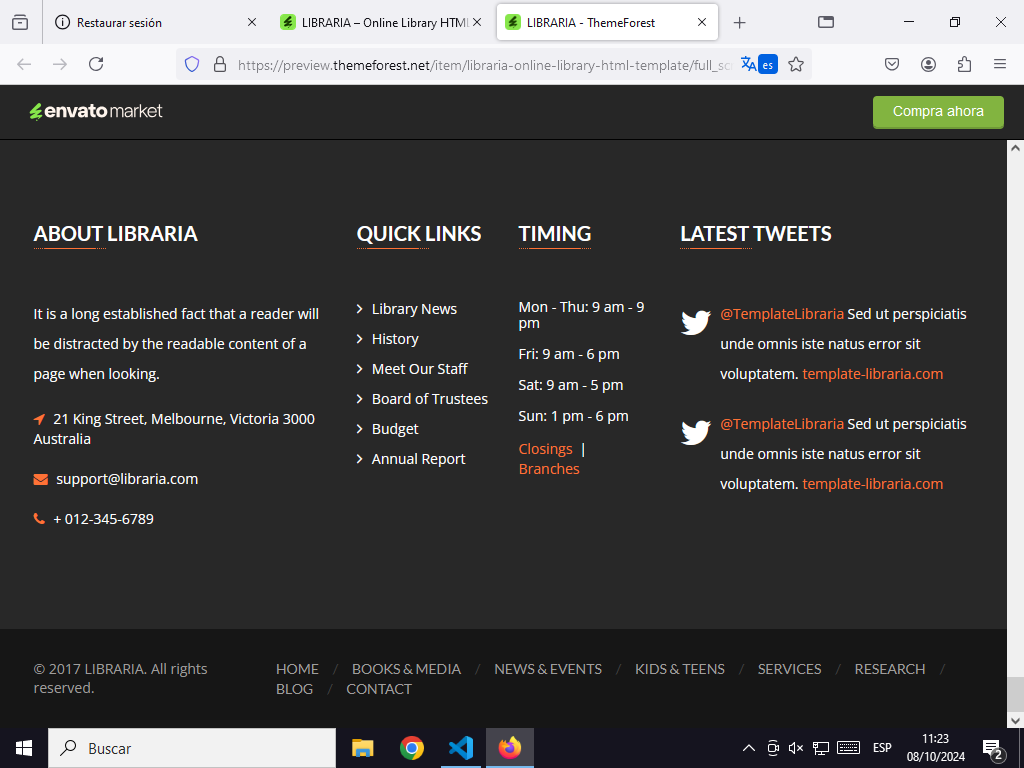 Restaurar sesión
LIBRARIA – Online Library HTML
LIBRARIA - ThemeForest
https://preview.themeforest.net/item/libraria-online-library-html-template/full_sc
es
envato market
Compra ahora
ABOUT LIBRARIA
It is a long established fact that a reader will
be distracted by the readable content of a
page when looking.
21 King Street, Melbourne, Victoria 3000
Australia
support@libraria.com
+ 012-345-6789
QUICK LINKS
Library News
History
Meet Our Staff
Board of Trustees
Budget
Annual Report
TIMING
Mon - Thu: 9 am - 9
pm
Fri: 9 am - 6 pm
Sat: 9 am - 5 pm
Sun: 1 pm - 6 pm
Closings |
Branches
LATEST TWEETS
@TemplateLibraria Sed ut perspiciatis
unde omnis iste natus error sit
voluptatem. template-libraria.com
@TemplateLibraria Sed ut perspiciatis
unde omnis iste natus error sit
voluptatem. template-libraria.com
© 2017 LIBRARIA. All rights
reserved.
HOME / BOOKS & MEDIA / NEWS & EVENTS / KIDS & TEENS / SERVICES / RESEARCH /
BLOG / CONTACT
Buscar
ESP
11:23
08/10/2024
2